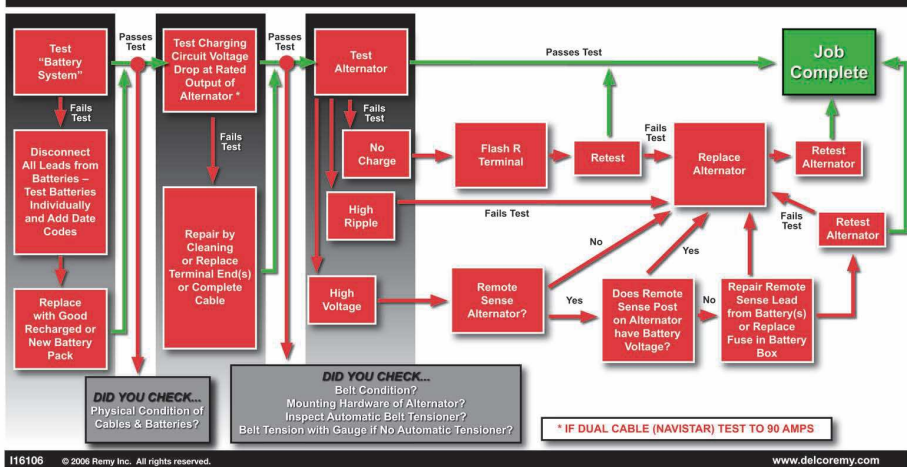 Test
"Battery
System"
Passes
Test
Test Charging
Circuit Voltage
Drop at Rated
Output of
Alternator *
Passes
Test
Test
Alternator
Passes Test
Job
Complete
Fails
Test
Disconnect
All Leads from
Batteries –
Test Batteries
Individually
and Add Date
Codes
Replace
with Good
Recharged or
New Battery
Pack
Fails
Test
Repair by
Cleaning
or Replace
Terminal End(s)
or Complete
Cable
Fails
Test
No
Charge
Flash R
Terminal
Retest
Fails
Test
Replace
Alternator
Retest
Alternator
High
Ripple
Fails Test
Fails
Test
Retest
Alternator
High
Voltage
Remote
Sense
Alternator?
No
Yes
Does Remote
Sense Post
on Alternator
have Battery
Voltage?
Yes
No
Repair Remote
Sense Lead
from Battery(s)
or Replace
Fuse in Battery
Box
DID YOU CHECK...
Physical Condition of
Cables & Batteries?
DID YOU CHECK...
Belt Condition?
Mounting Hardware of Alternator?
Inspect Automatic Belt Tensioner?
Belt Tension with Gauge if No Automatic Tensioner?
* IF DUAL CABLE (NAVISTAR) TEST TO 90 AMPS
I16106 © 2006 Remy Inc. All rights reserved.
www.delcoremy.com